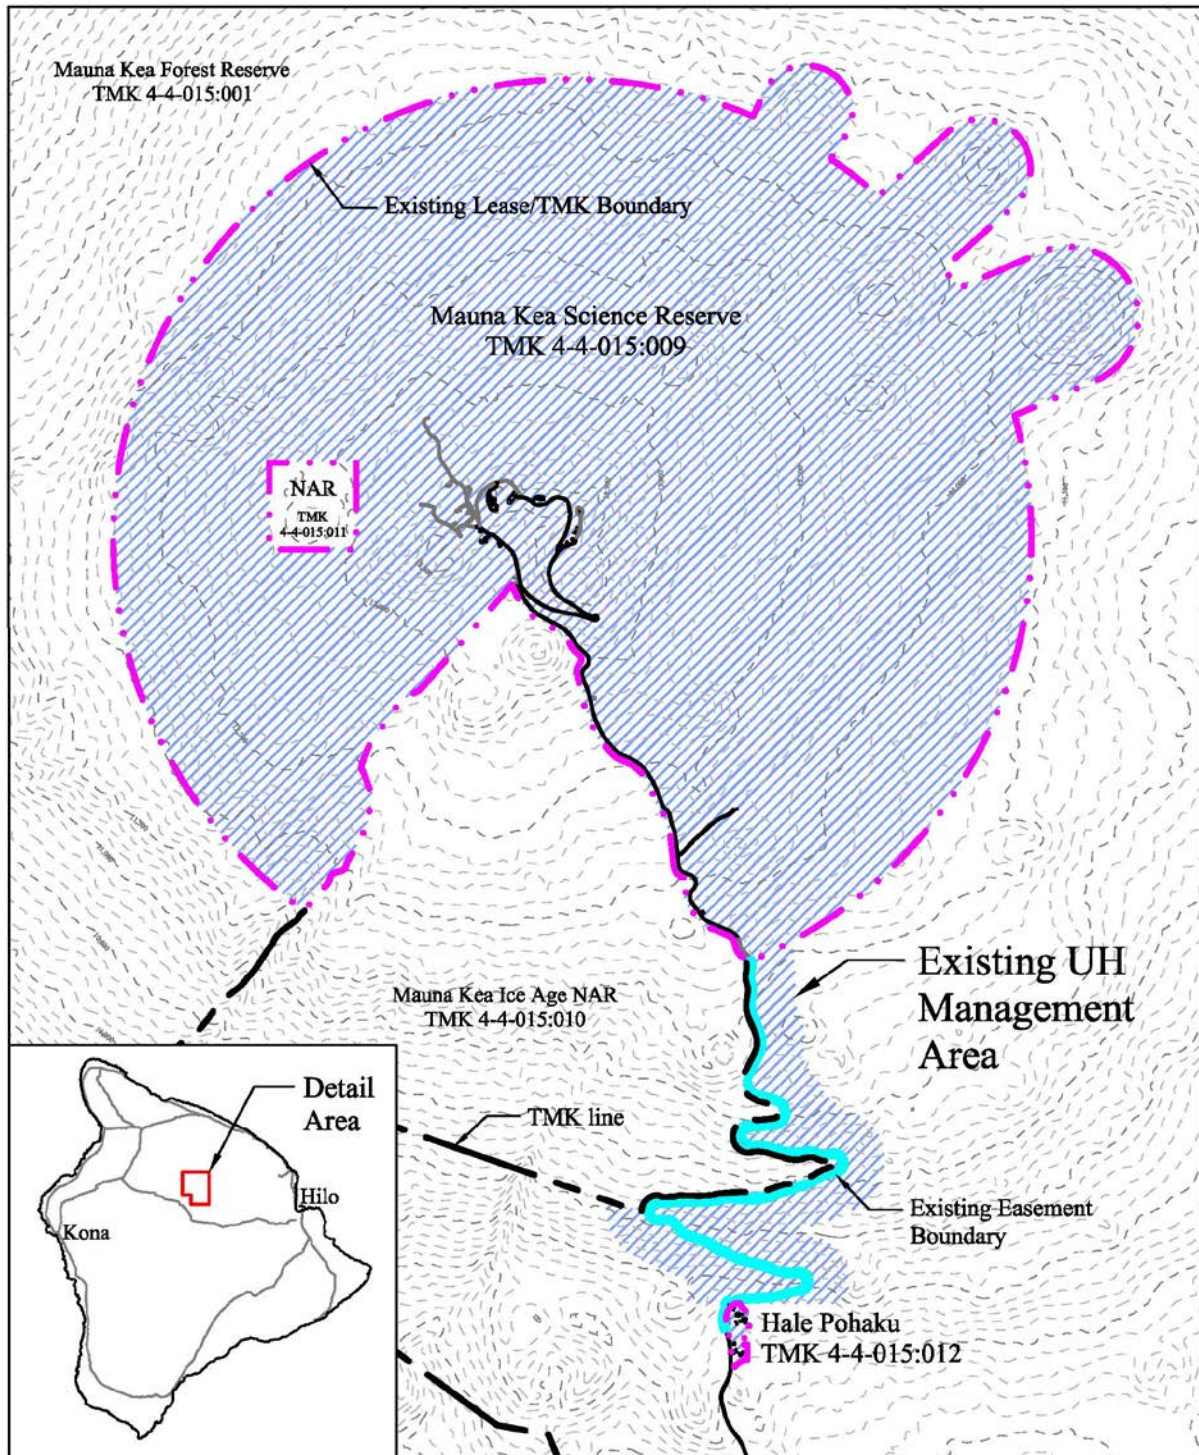 Mauna Kea Forest Reserve
TMK 4-4-015:001
Existing Lease/TMK Boundary
Mauna Kea Science Reserve
TMK 4-4-015:009
NAR
TMK
4-4-015:011
Existing UH
Management
Area
Mauna Kea Ice Age NAR
TMK 4-4-015:010
Detail
Area
TMK line
Hilo
Kona
Existing Easement
Boundary
Hale Pohaku
TMK 4-4-015:012